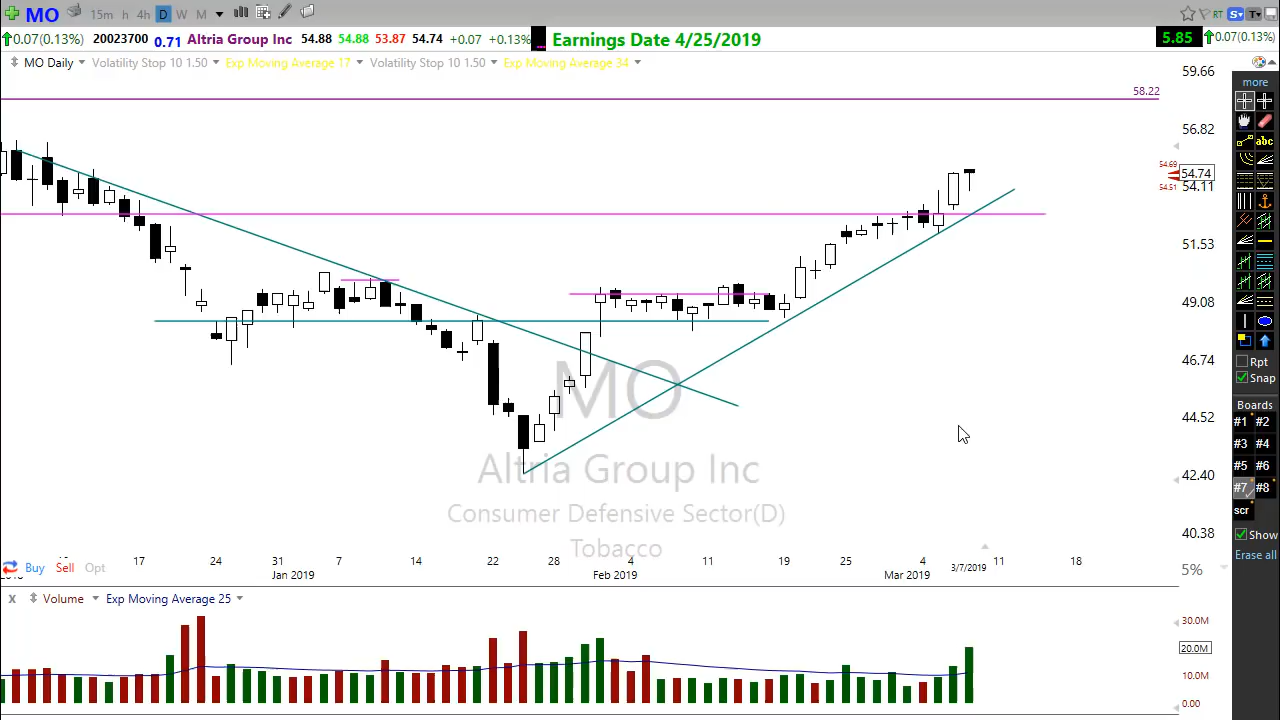 MO 15m h 4h D W M RT S T
0.07(0.13%) 20023700 0.71 Altria Group Inc 54.88 54.88 53.87 54.74 +0.07 +0.13% Earnings Date 4/25/2019 5.85 0.07(0.13%)
MO Daily Volatility Stop 10 1.50 Exp Moving Average 17 Volatility Stop 10 1.50 Exp Moving Average 34
59.66
more
58.22
56.82
abc
54.69
54.74
54.11
54.51
51.53
49.08
46.74
Rpt
Snap
MO
Boards
44.52
#1 #2
#3 #4
Altria Group Inc
42.40
#5 #6
#7 #8
Consumer Defensive Sector(D)
scr
40.38
Show
Tobacco
Erase all
17 24 31 7 14 22 28 4 11 19 25 4 11 18
Buy Sell Opt 3/7/2019 5%
Jan 2019 Feb 2019 Mar 2019
X Volume Exp Moving Average 25
30.0M
20.0M
10.0M
0.00